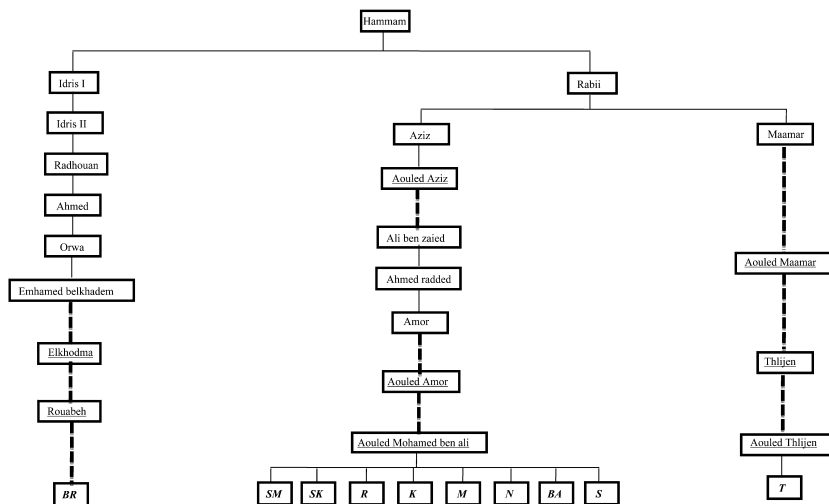 Hammam
Idris I
Rabii
Idris II
Aziz
Maamar
Radhouan
Aouled Aziz
Ahmed
Ali ben zaied
Orwa
Aouled Maamar
Ahmed radded
Emhamed belkhadem
Amor
Elkhodma
Thlijen
Aouled Amor
Rouabeh
Aouled Mohamed ben ali
Aouled Thlijen
BR
SM SK R K M N BA S
T